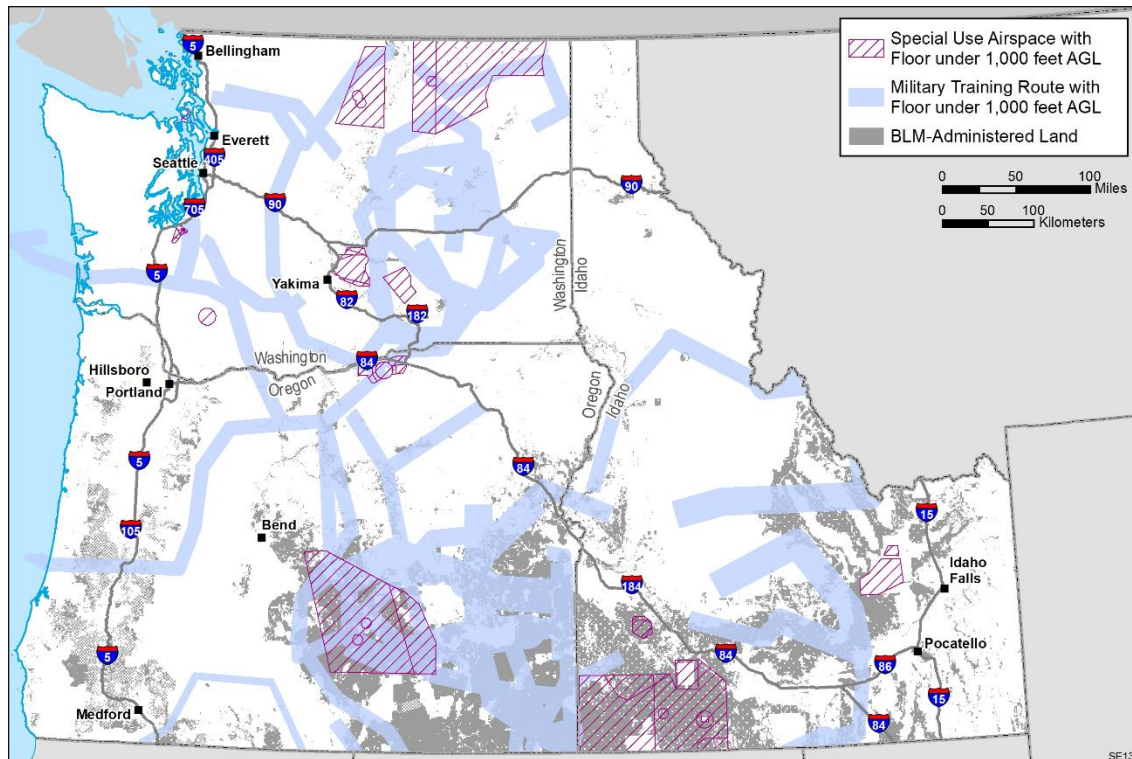 Special Use Airspace with
Floor under 1,000 feet AGL
Military Training Route with
Floor under 1,000 feet AGL
BLM-Administered Land
0 50 100
Miles
0 50 100
Kilometers
5
Bellingham
Everett
405
Seattle
90
90
705
5
Yakima
82
182
Washington
Idaho
84
Washington
Oregon
Hillsboro
Portland
Oregon
Idaho
5
84
105
Bend
15
Idaho
Falls
184
5
84
86
Pocatello
15
Medford
84
SE13